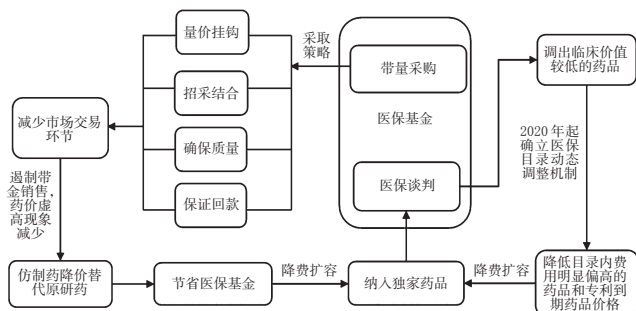 量价挂钩
招采结合
确保质量
保证回款
采取
策略
带量采购
医保基金
医保谈判
调出临床价值
较低的药品
减少市场交易
环节
2020 年起
确立医保
目录动态
调整机制
遏制带
金销售，
药价虚
高现象
减少
仿制药降价替
代原研药
节省医保基金
降费扩容
纳入独家药品
降费扩容
降低目录内费
用明显偏高的
药品和专利到
期药品价格